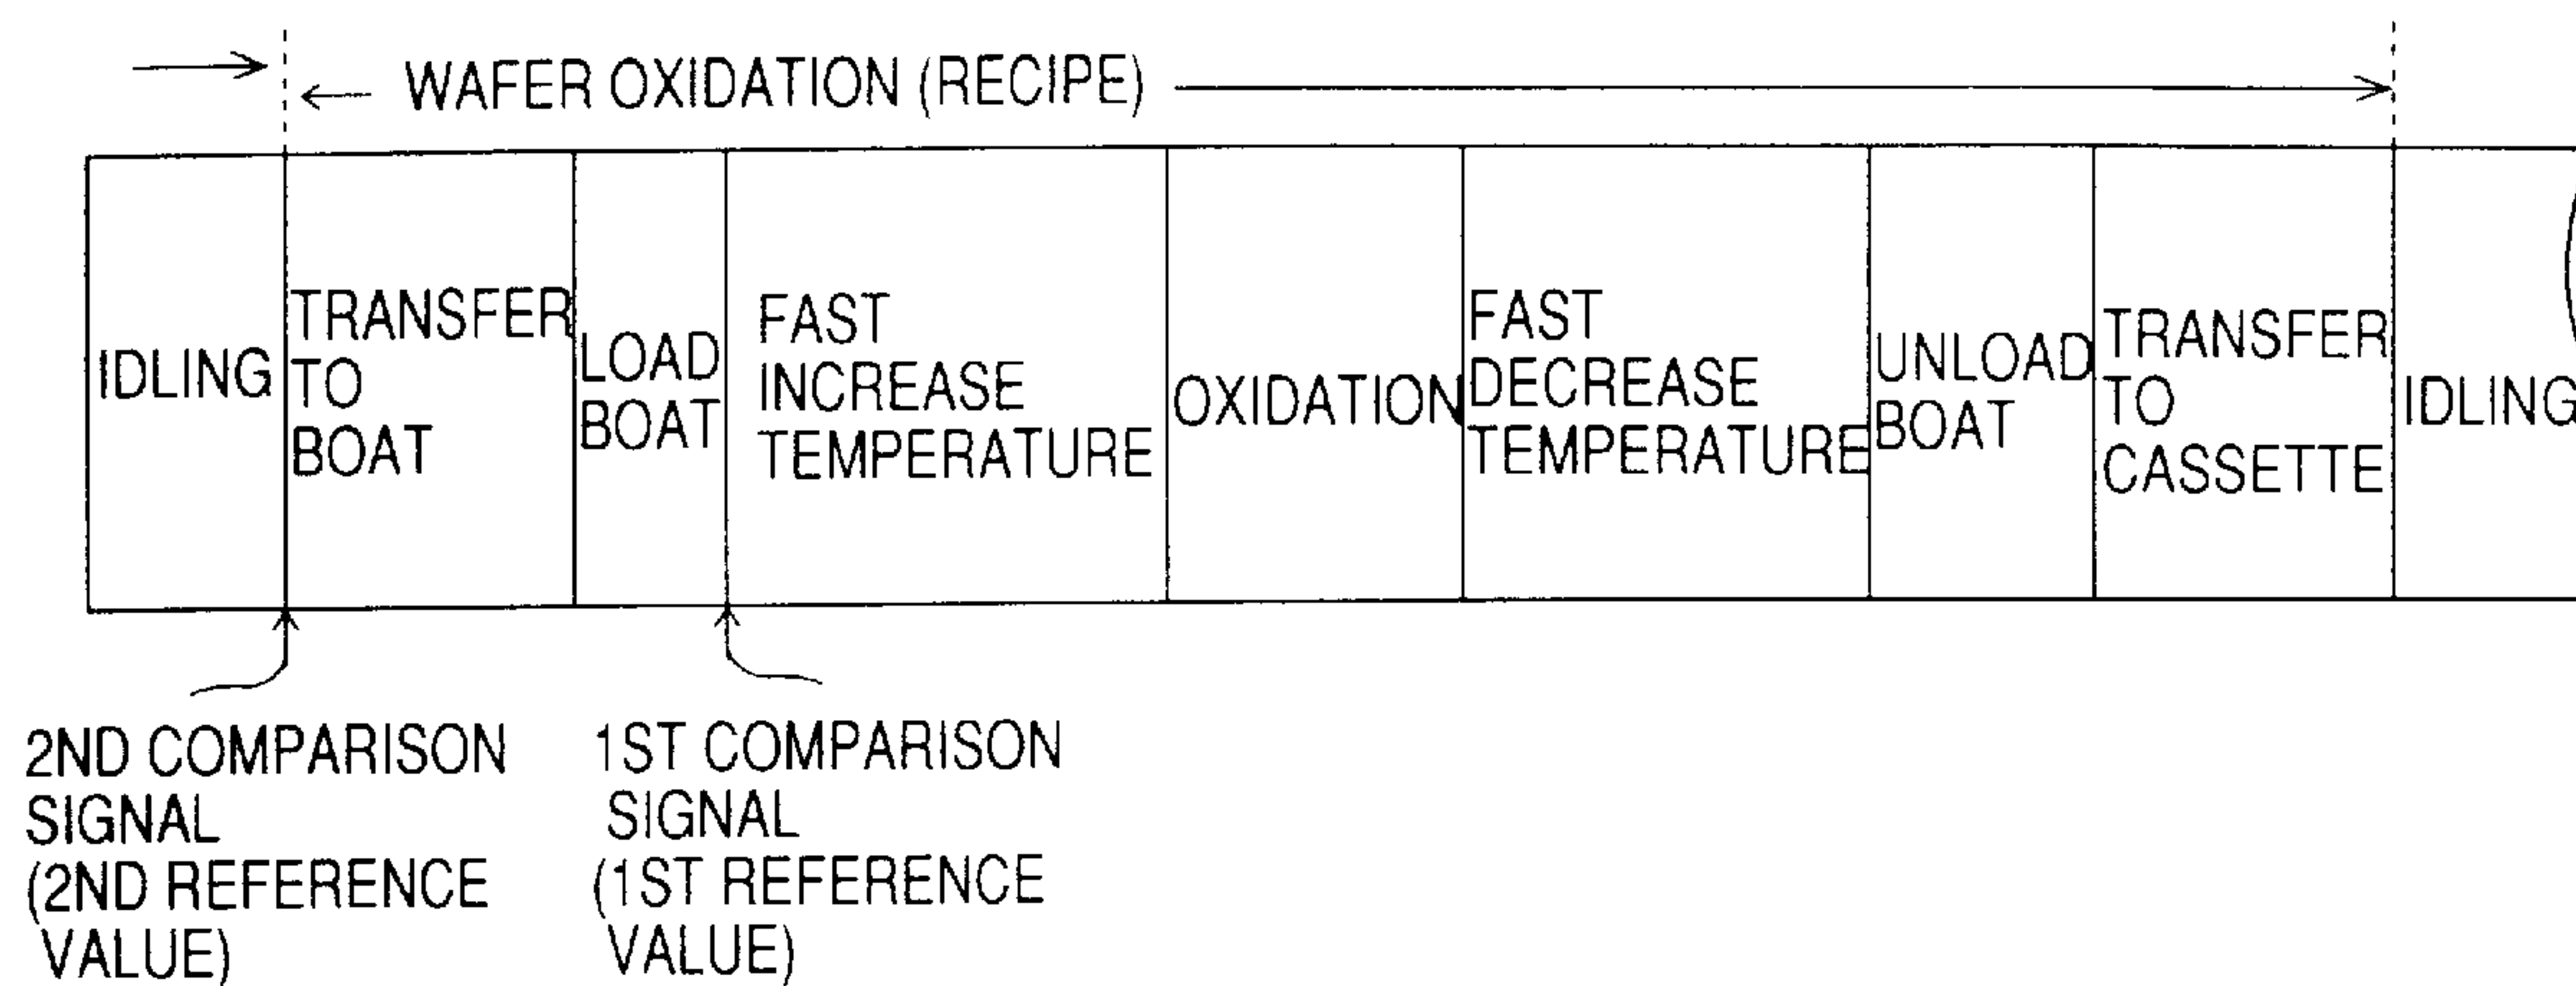 WAFER OXIDATION (RECIPE)
IDLING
TRANSFER
TO
BOAT
LOAD
BOAT
FAST
INCREASE
TEMPERATURE
OXIDATION
FAST
DECREASE
TEMPERATURE
UNLOAD
BOAT
TRANSFER
TO
CASSETTE
IDLING
2ND COMPARISON
SIGNAL
(2ND REFERENCE
VALUE)
1ST COMPARISON
SIGNAL
(1ST REFERENCE
VALUE)